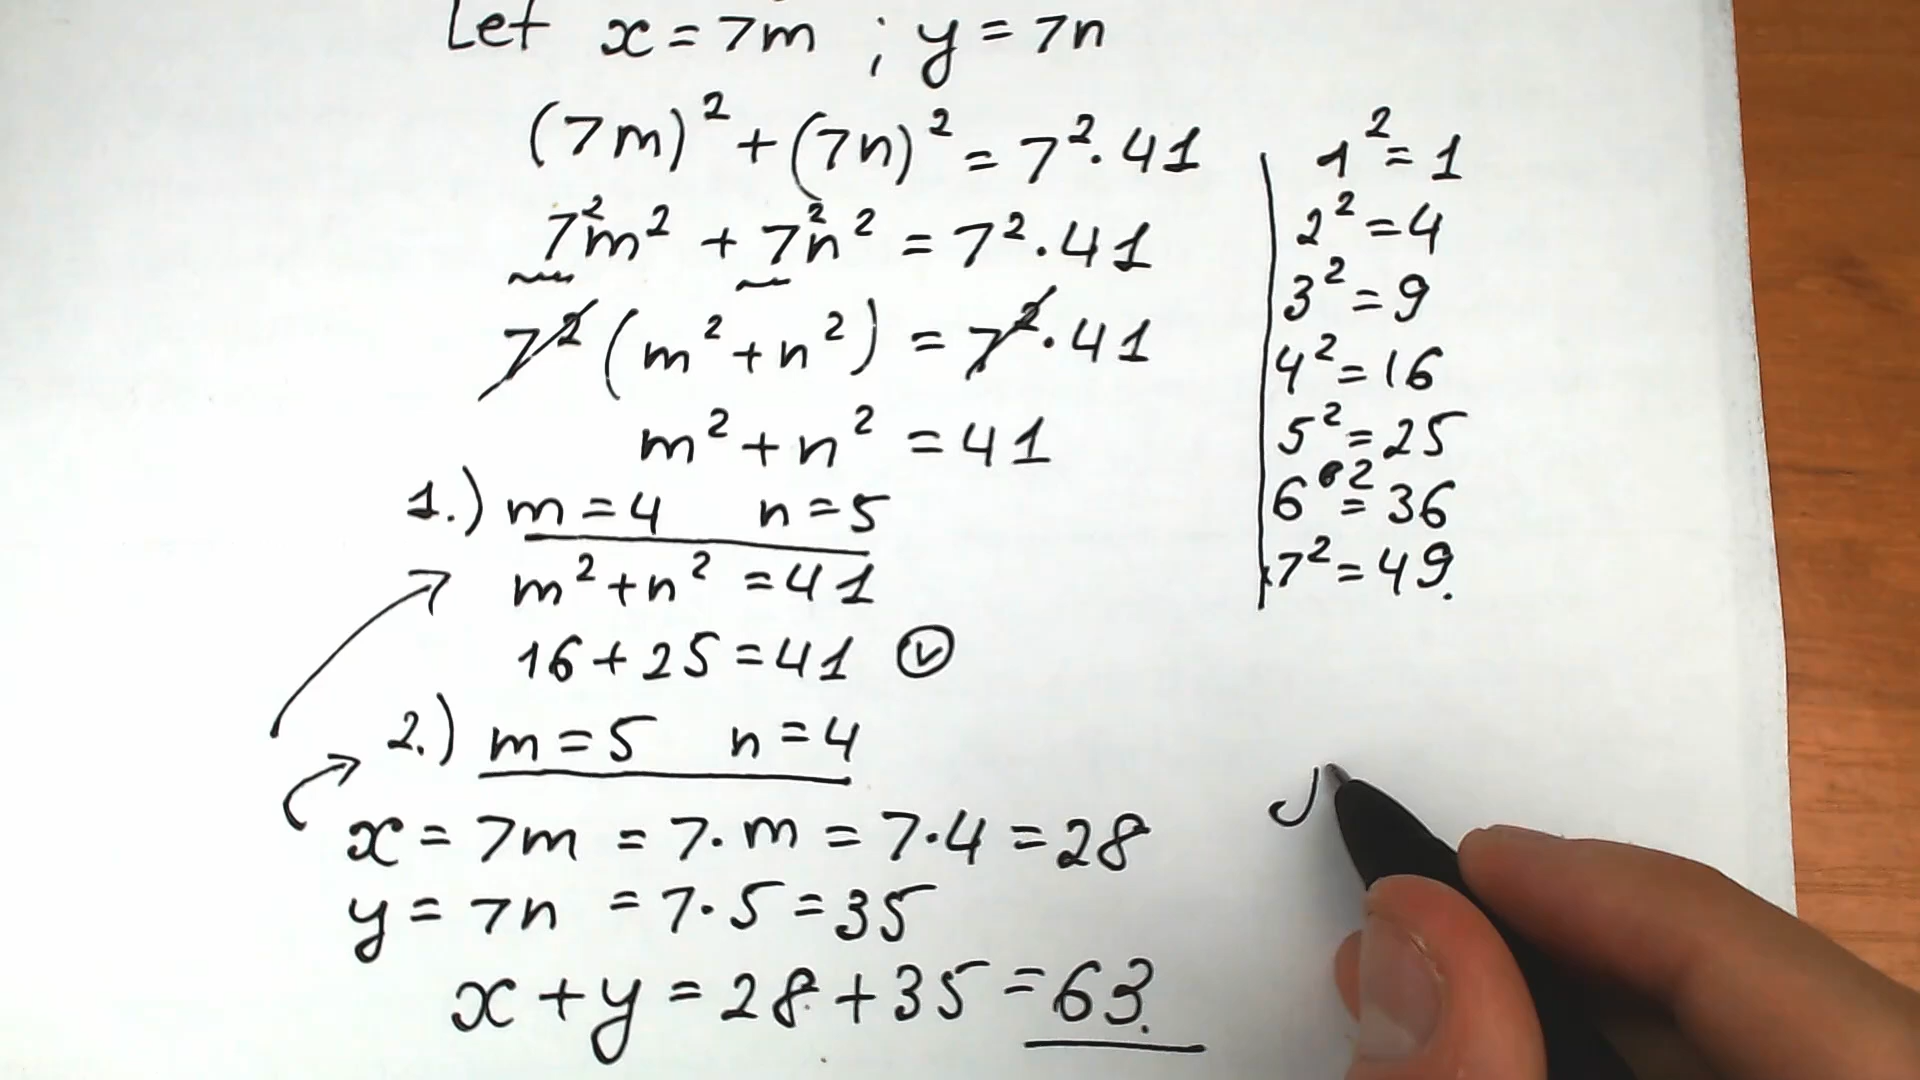 Let x = 7m ; y = 7n
(7m)² + (7n)² = 7² · 41
7²m² + 7²n² = 7² · 41
7² (m² + n²) = 7² · 41
m² + n² = 41
1.) m = 4 n = 5
m² + n² = 41
16 + 25 = 41 v
2.) m = 5 n = 4
x = 7m = 7 · m = 7 · 4 = 28
y = 7n = 7 · 5 = 35
x + y = 28 + 35 = 63.
1² = 1
2² = 4
3² = 9
4² = 16
5² = 25
6² = 36
7² = 49.